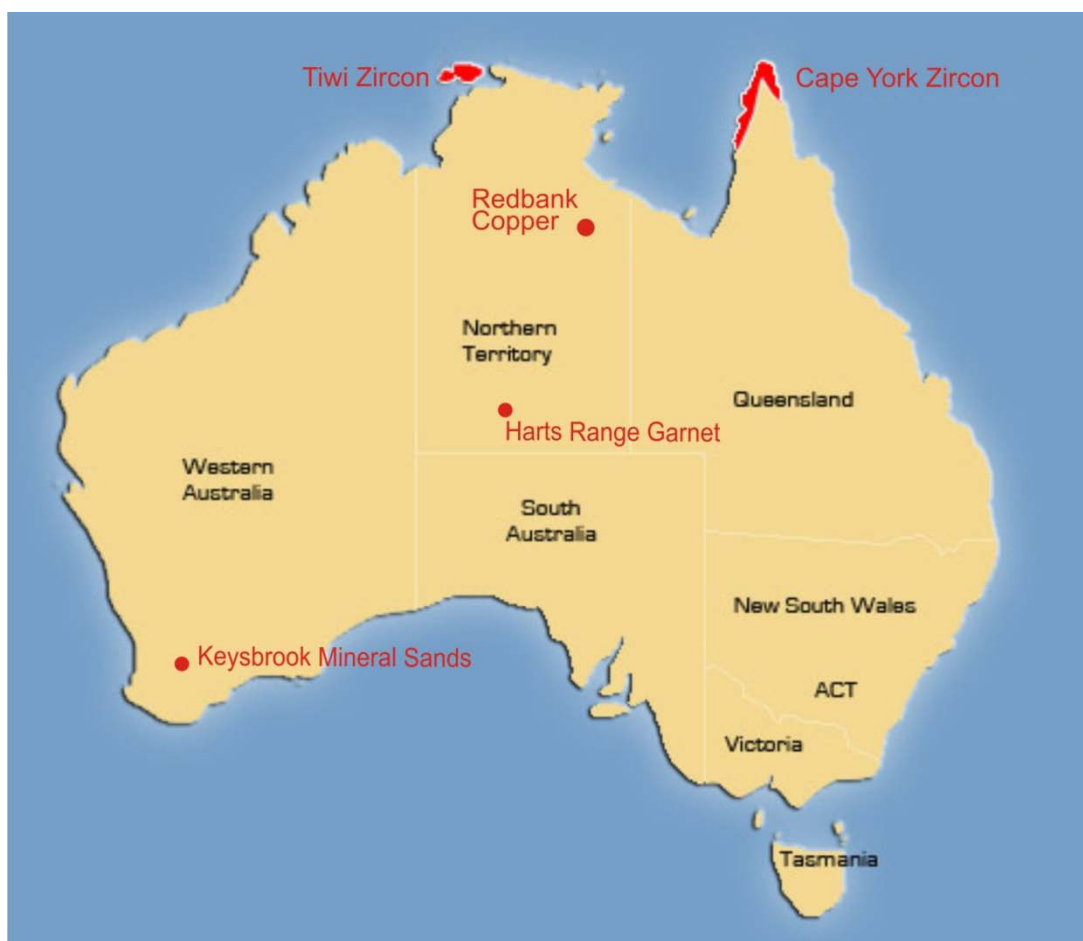 Tiwi Zircon
Cape York Zircon
Redbank
Copper
Northern
Territory
Queensland
Harts Range Garnet
Western
Australia
South
Australia
New South Wales
Keysbrook Mineral Sands
ACT
Victoria
Tasmania